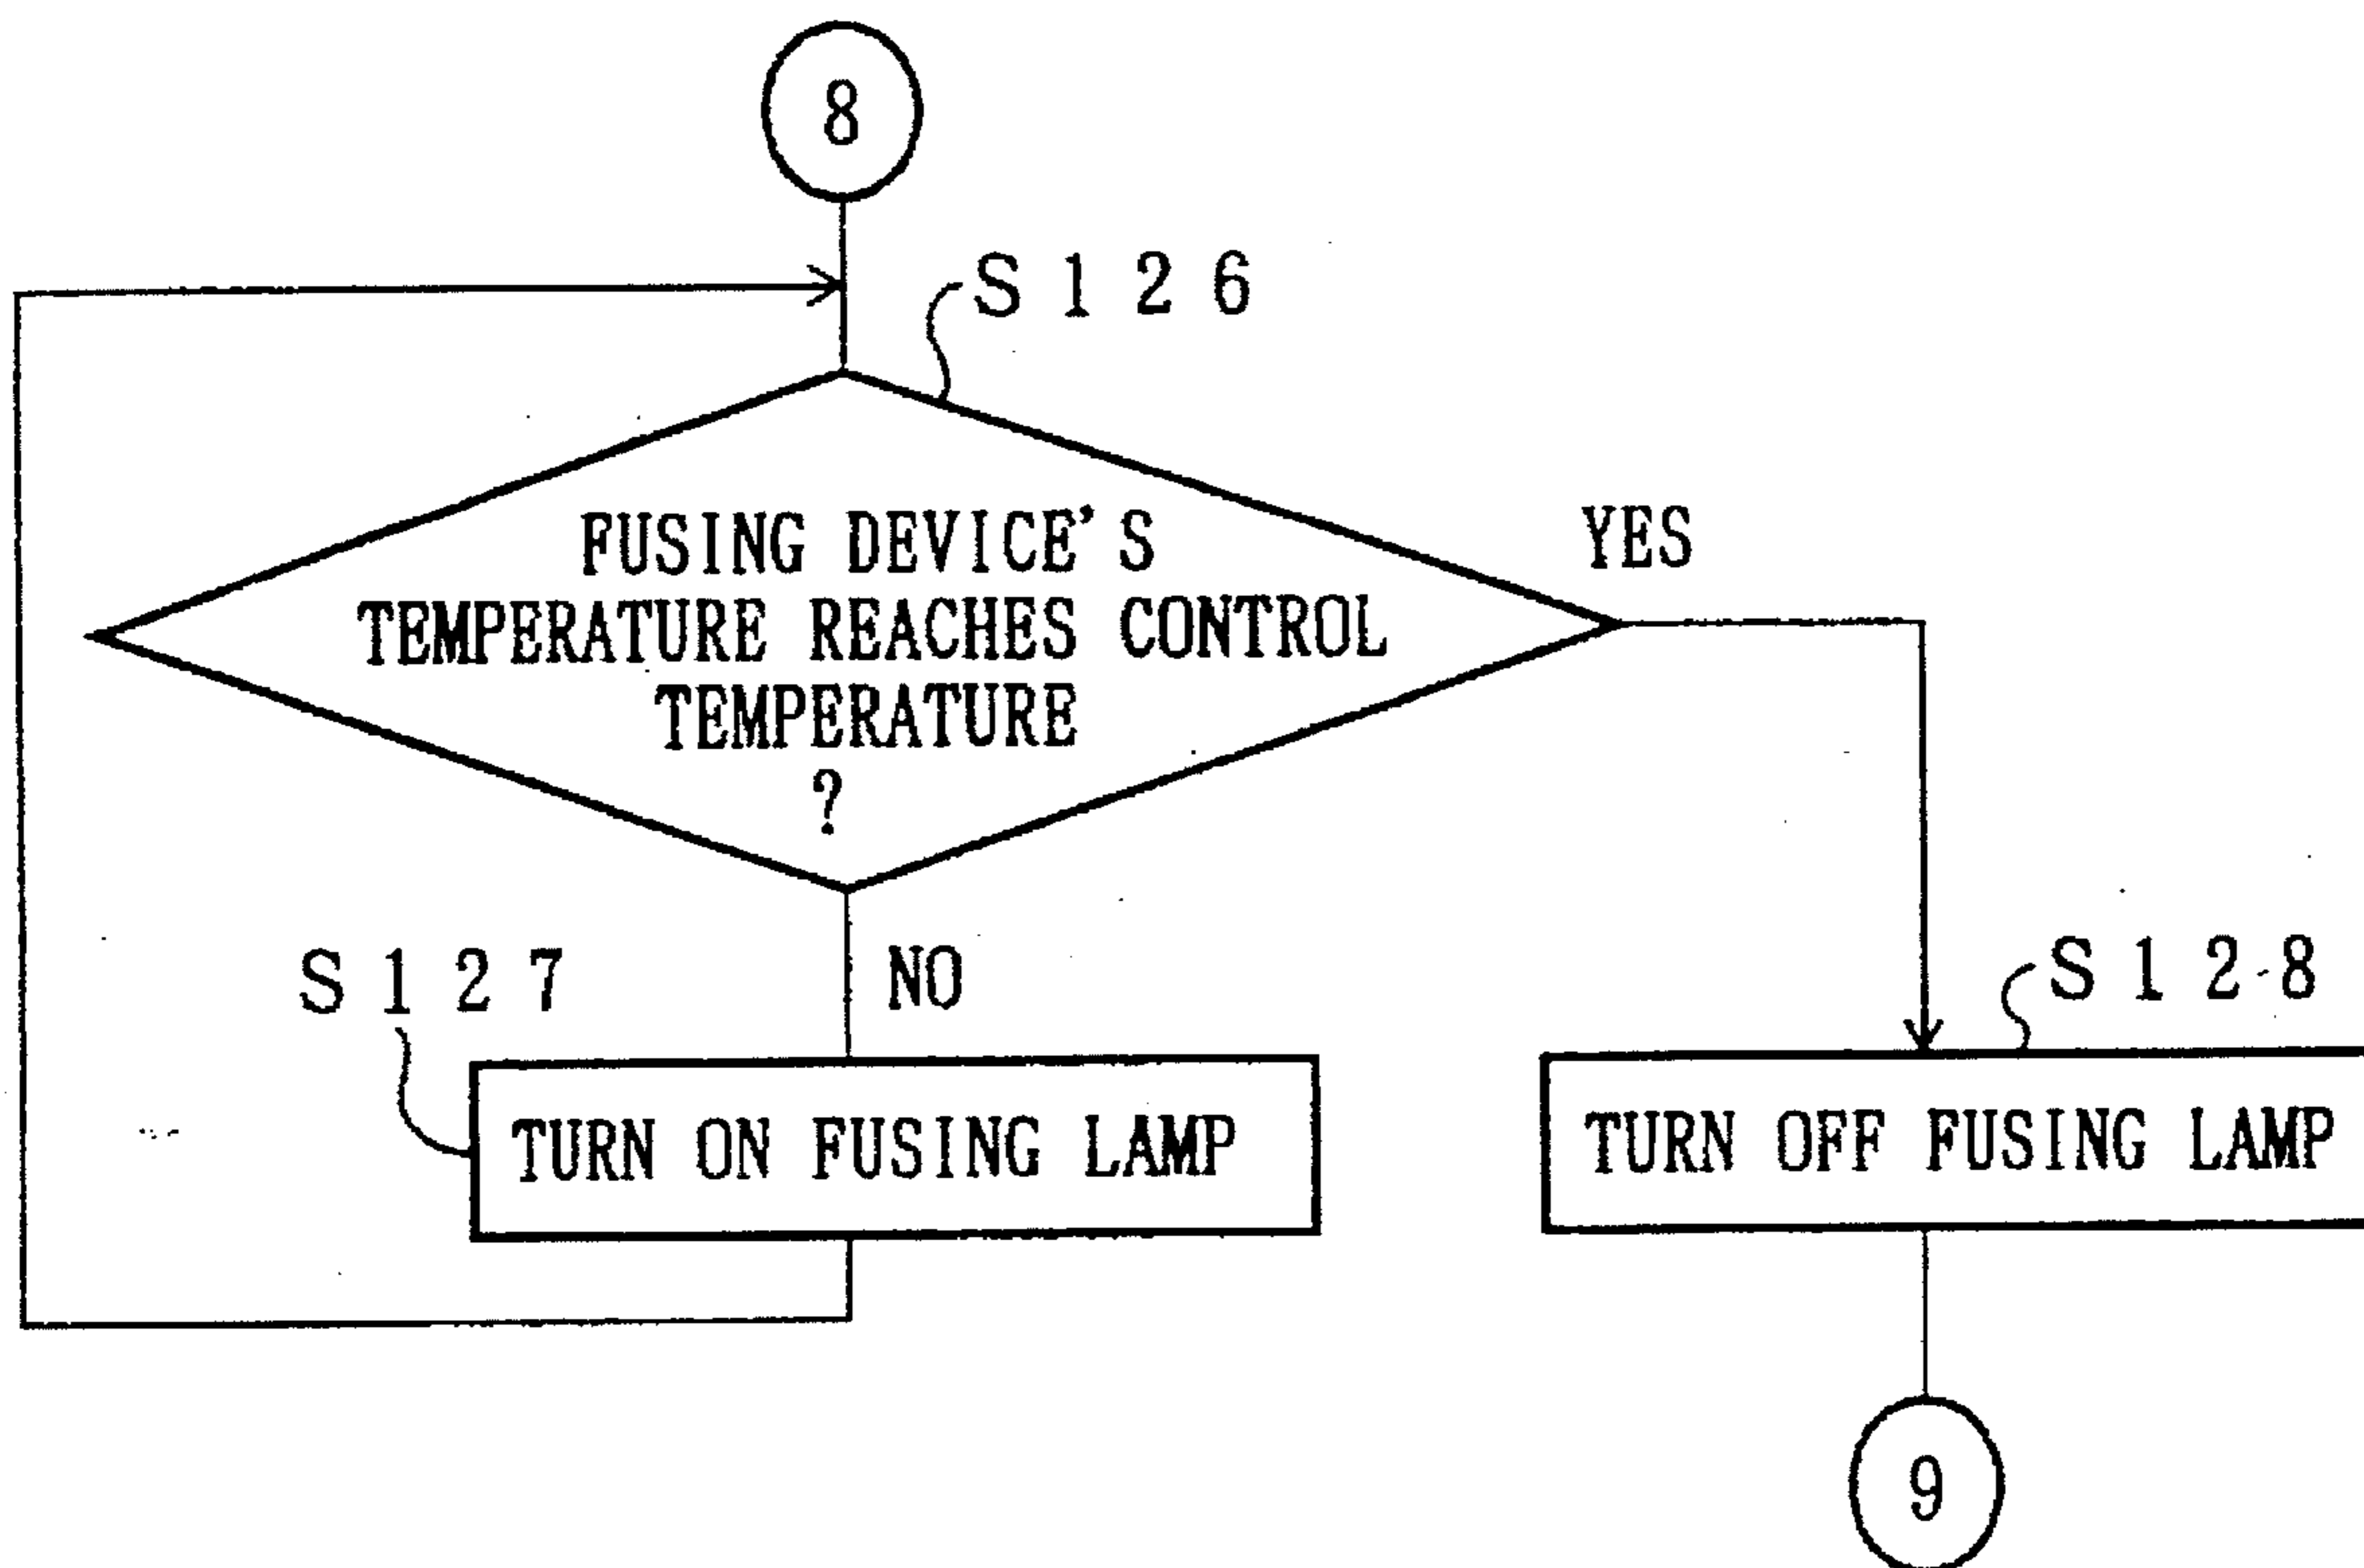 8
S126
FUSING DEVICE'S
TEMPERATURE REACHES CONTROL
TEMPERATURE
?
YES
NO
S127
TURN ON FUSING LAMP
S128
TURN OFF FUSING LAMP
9